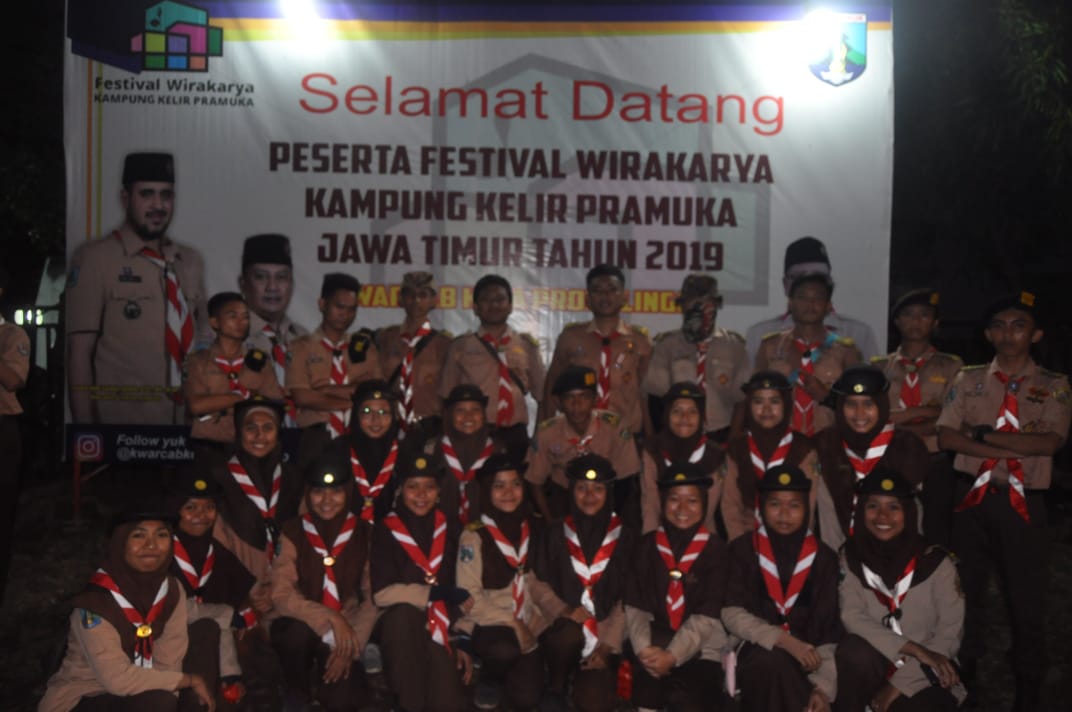 Festival Wirakarya
KAMPUNG KELIR PRAMUKA
Selamat Datang
PESERTA FESTIVAL WIRAKARYA
KAMPUNG KELIR PRAMUKA
JAWA TIMUR TAHUN 2019
Follow yuk